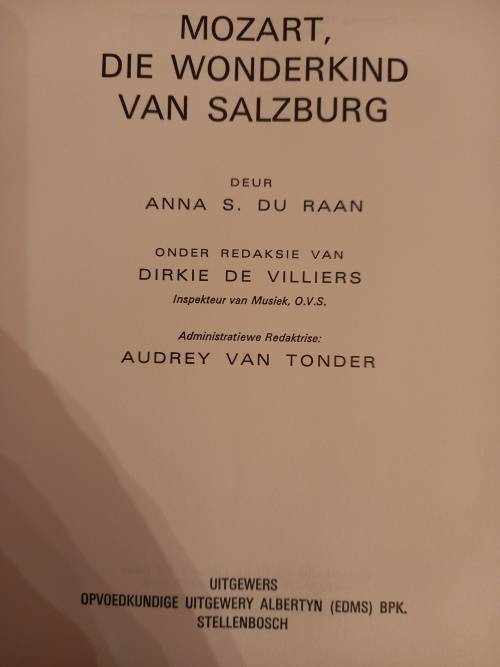 MOZART,
DIE WONDERKIND
VAN SALZBURG
DEUR
ANNA S. DU RAAN
ONDER REDAKSIE VAN
DIRKIE DE VILLIERS
Inspekteur van Musiek, O.V.S.
Administratiewe Redaktrise:
AUDREY VAN TONDER
UITGEWERS
OPVOEDKUNDIGE UITGEWERY ALBERTYN (EDMS) BPK.
STELLENBOSCH